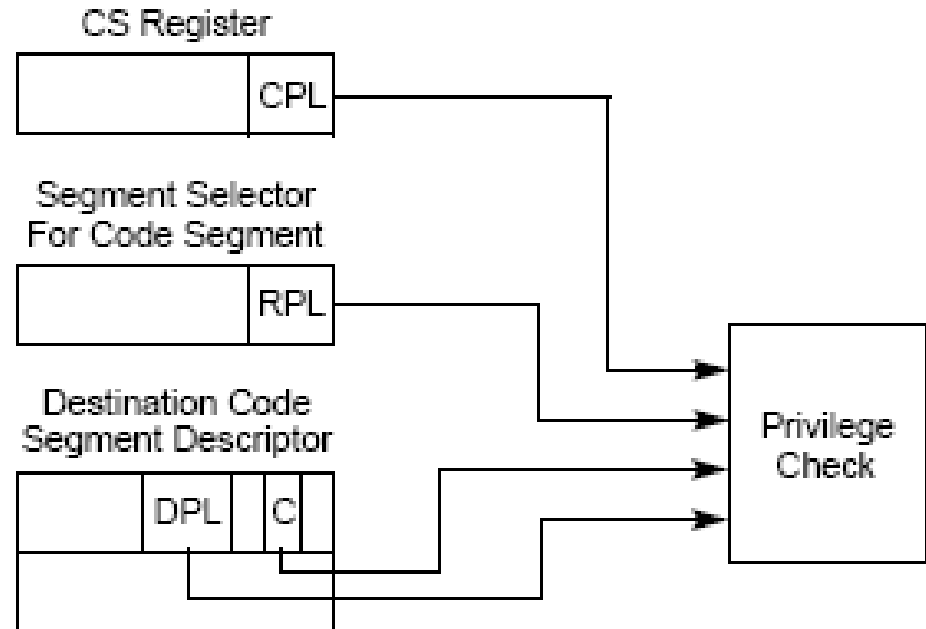 CS Register
CPL
Segment Selector
For Code Segment
RPL
Destination Code
Segment Descriptor
DPL
C
Privilege
Check